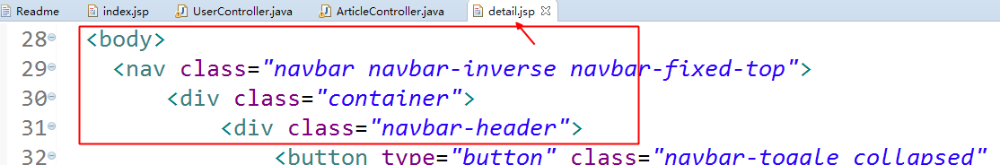 Readme index.jsp UserController.java ArticleController.java detail.jsp
28 <body>
29 <nav class="navbar navbar-inverse navbar-fixed-top">
30 <div class="container">
31 <div class="navbar-header">
32 <button type="button" class="navbar-toggle collapsed"